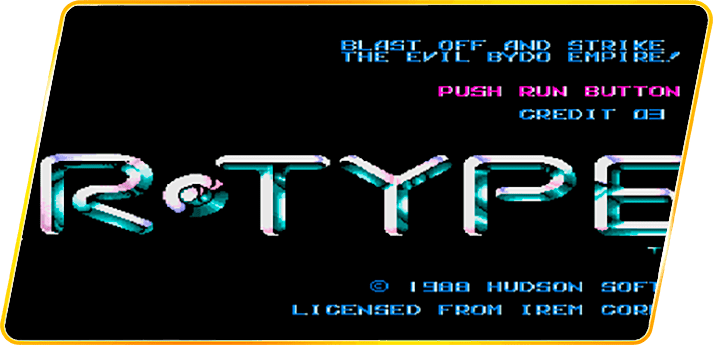 BLAST OFF AND STRIKE
THE EVIL BYDO EMPIRE!
PUSH RUN BUTTON
CREDIT 03
R·TYPE
© 1988 HUDSON SOFT
LICENSED FROM IREM COR